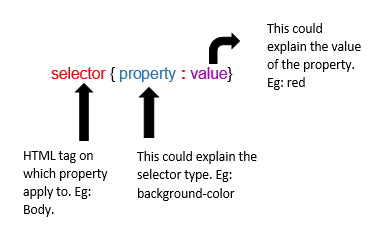 This could
explain the value
of the property.
Eg: red
selector { property : value}
HTML tag on
which property
apply to. Eg:
Body.
This could explain the
selector type. Eg:
background-color